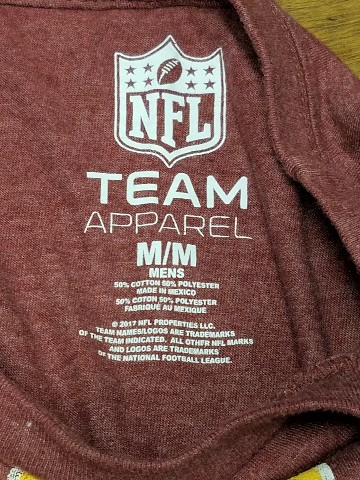 NFL
TEAM
APPAREL
M/M
MENS
50% COTTON 50% POLYESTER
MADE IN MEXICO
50% COTON 50% POLYESTER
FABRIQUÉ AU MEXIQUE
© 2017 NFL PROPERTIES LLC.
TEAM NAMES/LOGOS ARE TRADEMARKS
OF THE TEAM INDICATED. ALL OTHER NFL MARKS
AND LOGOS ARE TRADEMARKS
OF THE NATIONAL FOOTBALL LEAGUE.